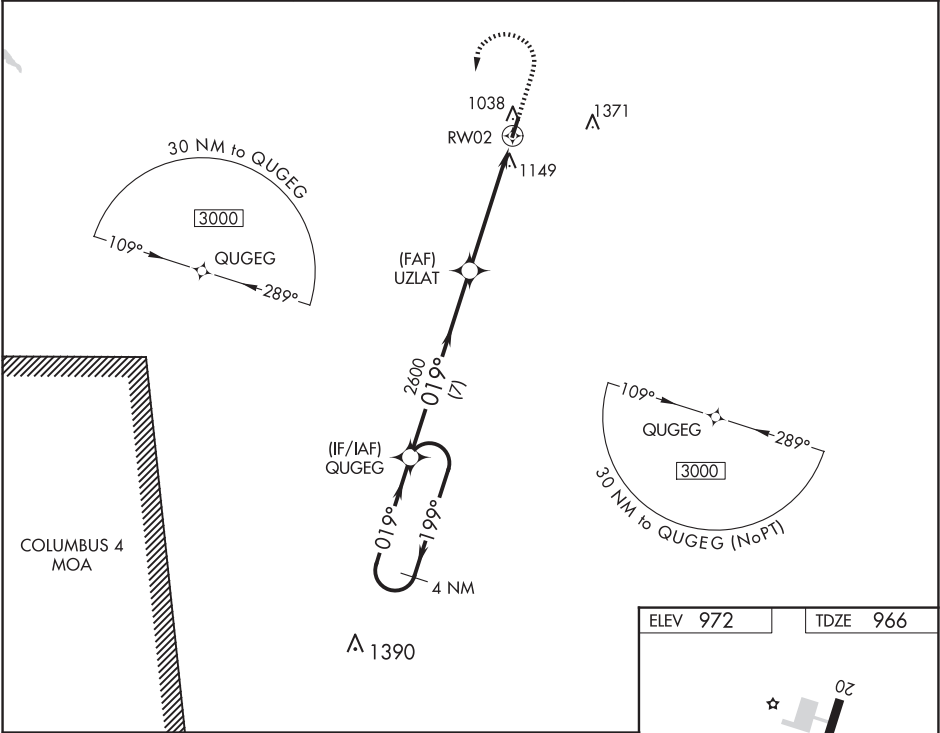 1038
1371
RW02
1149
30 NM to QUGEG
3000
109°
QUGEG
289°
(FAF)
UZLAT
2600
019°
(7)
(IF/IAF)
QUGEG
019°
199°
4 NM
109°
QUGEG
289°
3000
30 NM to QUGEG (NoPT)
COLUMBUS 4
MOA
1390
ELEV 972
TDZE 966
20